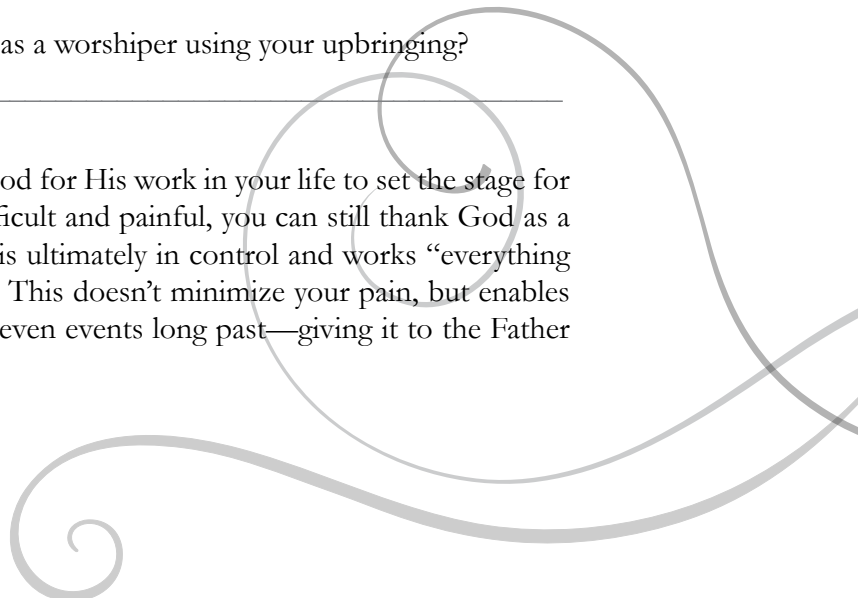 as a worshiper using your upbringing?
od for His work in your life to set the stage for
ficult and painful, you can still thank God as a
is ultimately in control and works “everything
This doesn’t minimize your pain, but enables
even events long past—giving it to the Father